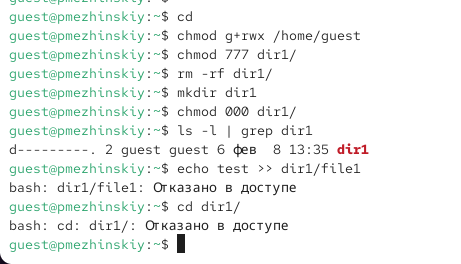 guest@pmezhinskiy:~$ cd
guest@pmezhinskiy:~$ chmod g+rwx /home/guest
guest@pmezhinskiy:~$ chmod 777 dir1/
guest@pmezhinskiy:~$ rm -rf dir1/
guest@pmezhinskiy:~$ mkdir dir1
guest@pmezhinskiy:~$ chmod 000 dir1/
guest@pmezhinskiy:~$ ls -l | grep dir1
d---------. 2 guest guest 6 фев  8 13:35 dir1
guest@pmezhinskiy:~$ echo test >> dir1/file1
bash: dir1/file1: Отказано в доступе
guest@pmezhinskiy:~$ cd dir1/
bash: cd: dir1/: Отказано в доступе
guest@pmezhinskiy:~$